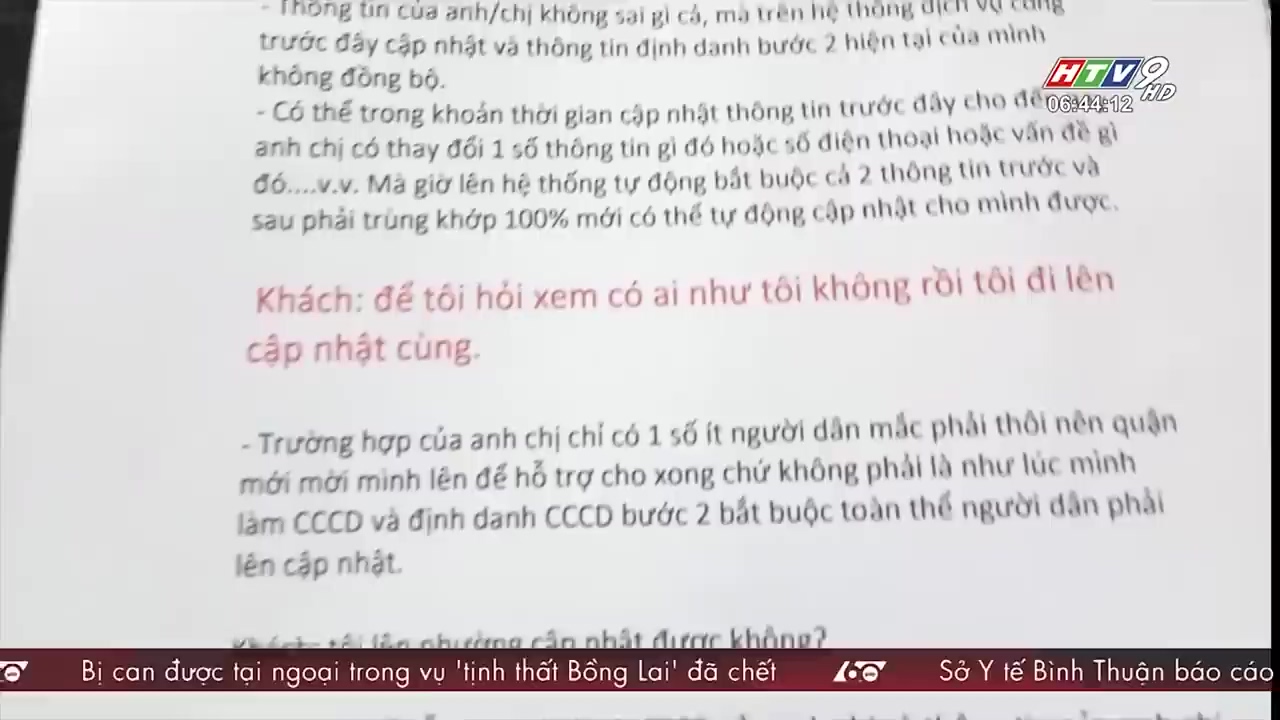 - Thông tin của anh/chị không sai gì cả, mà trên hệ thống dịch vụ công
trước đây cập nhật và thông tin định danh bước 2 hiện tại của mình
không đồng bộ.
- Có thể trong khoản thời gian cập nhật thông tin trước đây cho đến
anh chị có thay đổi 1 số thông tin gì đó hoặc số điện thoại hoặc vấn đề gì
đó....v.v. Mà giờ lên hệ thống tự động bắt buộc cả 2 thông tin trước và
sau phải trùng khớp 100% mới có thể tự động cập nhật cho mình được.
HTV9 HD
06:44:12
Khách: để tôi hỏi xem có ai như tôi không rồi tôi đi lên
cập nhật cùng.
- Trường hợp của anh chị chỉ có 1 số ít người dân mắc phải thôi nên quận
mới mời mình lên để hỗ trợ cho xong chứ không phải là như lúc mình
làm CCCD và định danh CCCD bước 2 bắt buộc toàn thể người dân phải
lên cập nhật.
Khách: tôi lên phường cập nhật được không?
Bị can được tại ngoại trong vụ 'tịnh thất Bồng Lai' đã chết
Sở Y tế Bình Thuận báo cáo